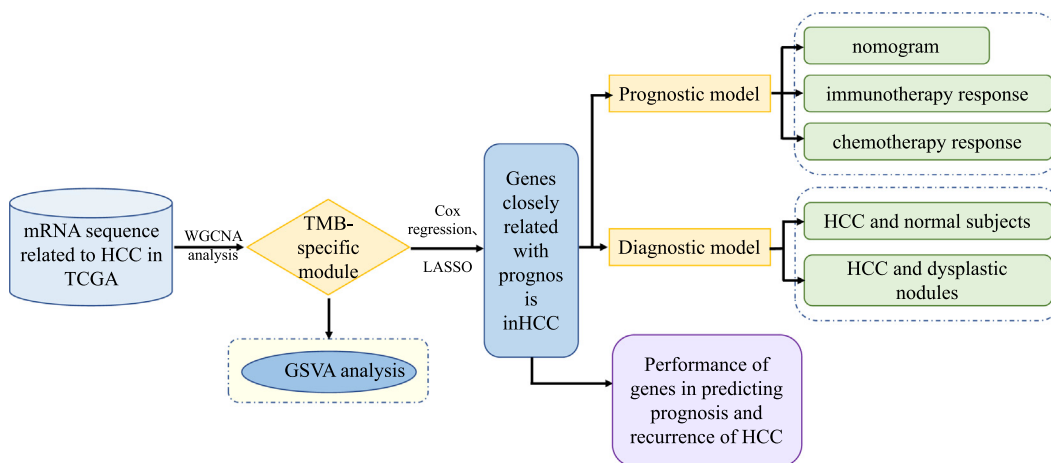 mRNA sequence
related to HCC in
TCGA
WGCNA
analysis
TMB-
specific
module
GSVA analysis
Cox
regression、
LASSO
Genes
closely
related
with
prognos
is
inHCC
Prognostic model
nomogram
immunotherapy response
chemotherapy response
Diagnostic model
HCC and normal subjects
HCC and dysplastic
nodules
Performance of
genes in predicting
prognosis and
recurrence of HCC